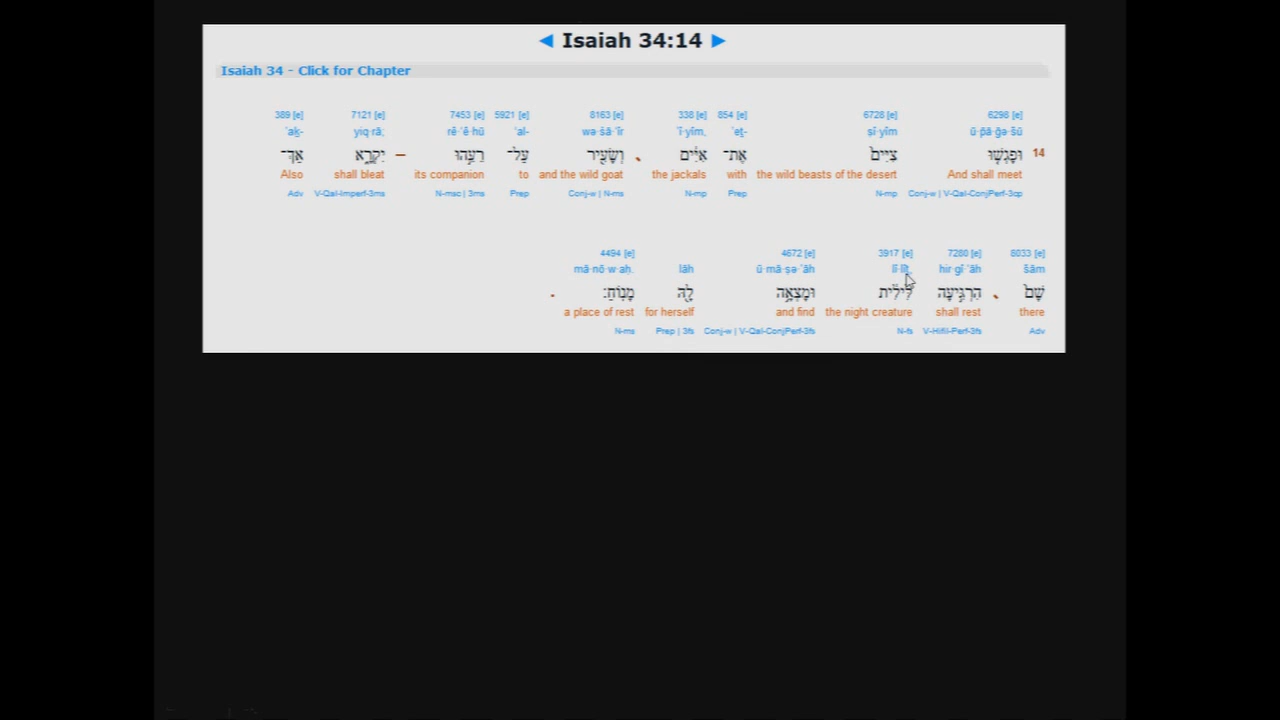 ◄ Isaiah 34:14 ►
Isaiah 34 - Click for Chapter
389 [e] 7121 [e] 7453 [e] 5921 [e] 8163 [e] 338 [e] 854 [e] 6728 [e] 6298 [e]
’aḵ- yiq·rā; rê·‘ê·hū ‘al- wə·śā·‘îr ’î·yîm, ’eṯ- ṣî·yîm ū·p̄ā·ḡə·šū
14 וּפָגְשׁ֤וּ צִיִּים֙ אֶת־ אִיִּ֔ים ، וְשָׂעִ֖יר עַל־ רֵעֵ֣הוּ יִקְרָ֑א – אַךְ־
Also shall bleat its companion to and the wild goat the jackals with the wild beasts of the desert And shall meet
Adv V-Qal-Imperf-3ms N-msc | 3ms Prep Conj-w | N-ms N-mp Prep N-mp Conj-w | V-Qal-ConjPerf-3cp
4494 [e] 4672 [e] 3917 [e] 7280 [e] 8033 [e]
mā·nō·w·aḥ. lāh ū·mā·ṣə·’āh lî·lîṯ, hir·gî·‘āh šām
שָׁם֙ ، הִרְגִּ֣יעָה לִּילִ֔ית וּמָצְאָ֥ה לָ֖הּ מָנֽוֹחַ׃ .
a place of rest for herself and find the night creature shall rest there
N-ms Prep | 3fs Conj-w | V-Qal-ConjPerf-3fs N-fs V-Hifil-Perf-3fs Adv